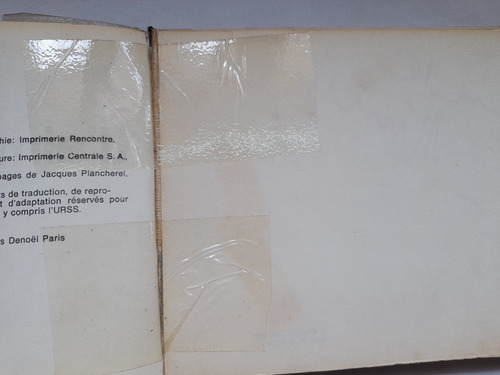 hie: Imprimerie Rencontre,
ure: Imprimerie Centrale S.A.,
pages de Jacques Plancherel,
ts de traduction, de repro-
t d'adaptation réservés pour
y compris l'URSS.
s Denoël Paris